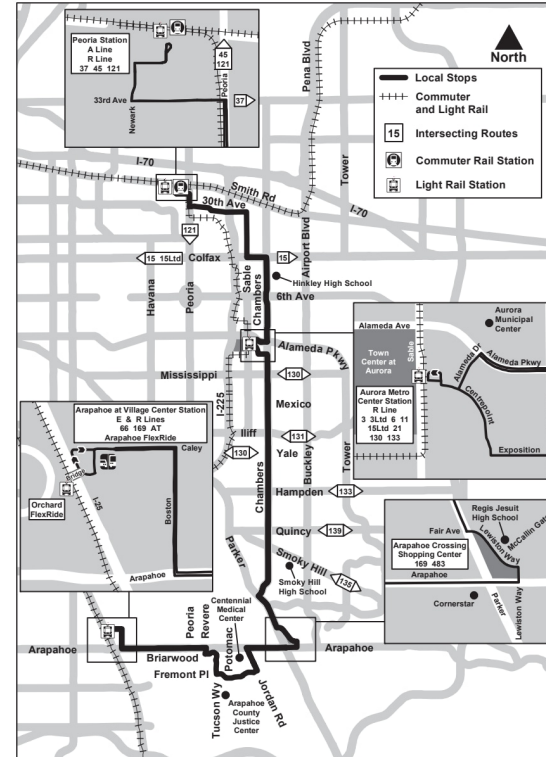 Peoria Station
A Line
R Line
37 45 121
45
121
Peoria
33rd Ave
37
Newark
North
Local Stops
Commuter
and Light Rail
15
Intersecting Routes
Commuter Rail Station
Light Rail Station
Pena Blvd
Tower
I-70
Smith Rd
30th Ave
I-70
121
15 15Ltd
Colfax
15
Airport Blvd
Hinkley High School
Havana
Peoria
Sable
Chambers
6th Ave
Alameda Pkwy
Mississippi
130
I-225
Mexico
Iliff
130
131
Yale
Buckley
Tower
Chambers
Hampden
133
Quincy
139
Parker
Smoky Hill
135
Smoky Hill
High School
Aurora
Municipal
Center
Alameda Ave
Sable
Town
Center at
Aurora
Alameda Dr
Alameda Pkwy
Aurora Metro
Center Station
R Line
3 3Ltd 6 11
15Ltd 21
130 133
Centrepoint
Exposition
Arapahoe at Village Center Station
E & R Lines
66 169 AT
Arapahoe FlexRide
Caley
Bridge
Orchard
FlexRide
I-25
Boston
Arapahoe
Regis Jesuit
High School
Fair Ave
Lewiston Way
McCallin Gate
Arapahoe Crossing
Shopping Center
169 483
Arapahoe
Cornerstar
Parker
Lewiston Way
Centennial
Medical
Center
Peoria
Revere
Potomac
Arapahoe
Arapahoe
Briarwood
Fremont Pl
Tucson Wy
Jordan Rd
Arapahoe
County
Justice
Center